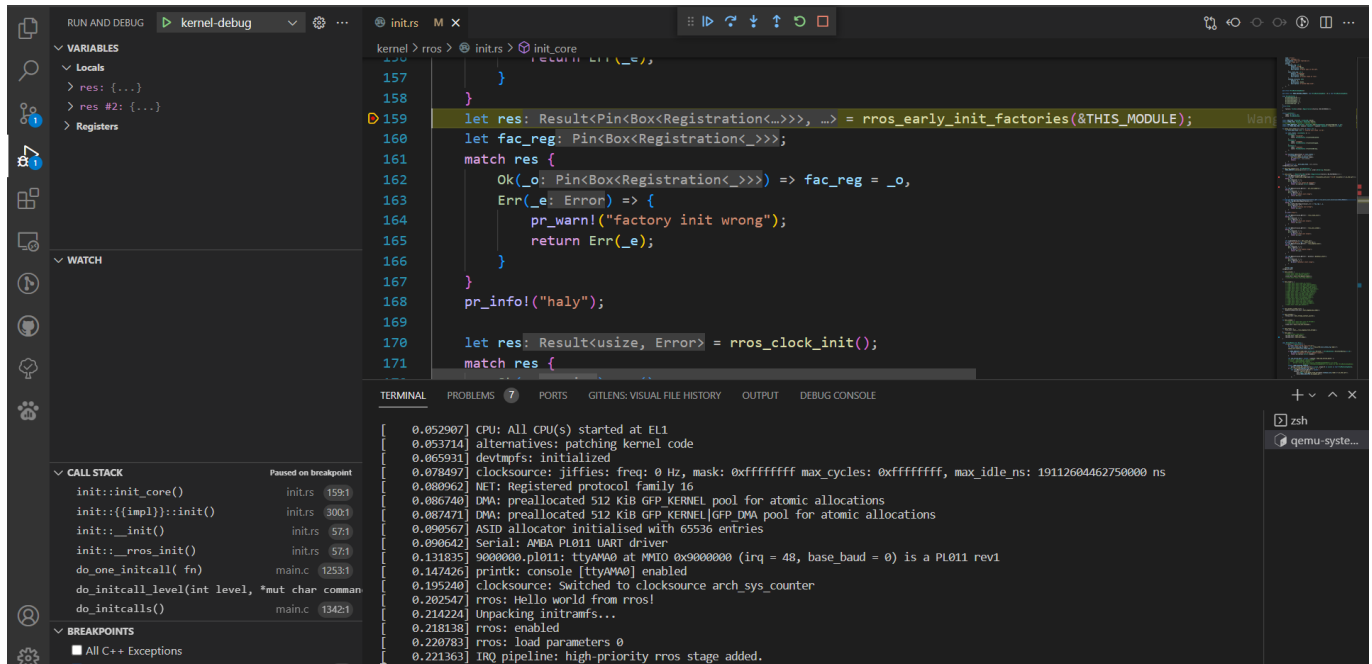 RUN AND DEBUG
kernel-debug
VARIABLES
Locals
res: {...}
res #2: {...}
Registers
WATCH
CALL STACK
Paused on breakpoint
init::init_core() init.rs 159:1
init::{{impl}}::init() init.rs 300:1
init::__init() init.rs 57:1
init::__rros_init() init.rs 57:1
do_one_initcall( fn) main.c 1253:1
do_initcall_level(int level, *mut char comman
do_initcalls() main.c 1342:1
BREAKPOINTS
All C++ Exceptions
1
1
init.rs M
kernel > rros > init.rs > init_core
156 return Err(_e);
157 }
158 }
159 let res: Result<Pin<Box<Registration<…>>>, …> = rros_early_init_factories(&THIS_MODULE); Wan
160 let fac_reg: Pin<Box<Registration<_>>>;
161 match res {
162 Ok(_o: Pin<Box<Registration<_>>>) => fac_reg = _o,
163 Err(_e: Error) => {
164 pr_warn!("factory init wrong");
165 return Err(_e);
166 }
167 }
168 pr_info!("haly");
169
170 let res: Result<usize, Error> = rros_clock_init();
171 match res {
TERMINAL PROBLEMS 7 PORTS GITLENS: VISUAL FILE HISTORY OUTPUT DEBUG CONSOLE
[ 0.052907] CPU: All CPU(s) started at EL1
[ 0.053714] alternatives: patching kernel code
[ 0.065931] devtmpfs: initialized
[ 0.078497] clocksource: jiffies: freq: 0 Hz, mask: 0xffffffff max_cycles: 0xffffffff, max_idle_ns: 19112604462750000 ns
[ 0.080962] NET: Registered protocol family 16
[ 0.086740] DMA: preallocated 512 KiB GFP_KERNEL pool for atomic allocations
[ 0.087471] DMA: preallocated 512 KiB GFP_KERNEL|GFP_DMA pool for atomic allocations
[ 0.090567] ASID allocator initialised with 65536 entries
[ 0.090642] Serial: AMBA PL011 UART driver
[ 0.131835] 9000000.pl011: ttyAMA0 at MMIO 0x9000000 (irq = 48, base_baud = 0) is a PL011 rev1
[ 0.147426] printk: console [ttyAMA0] enabled
[ 0.195240] clocksource: Switched to clocksource arch_sys_counter
[ 0.202547] rros: Hello world from rros!
[ 0.214224] Unpacking initramfs...
[ 0.218138] rros: enabled
[ 0.220783] rros: load parameters 0
[ 0.221363] IRQ pipeline: high-priority rros stage added.
zsh
qemu-syste...